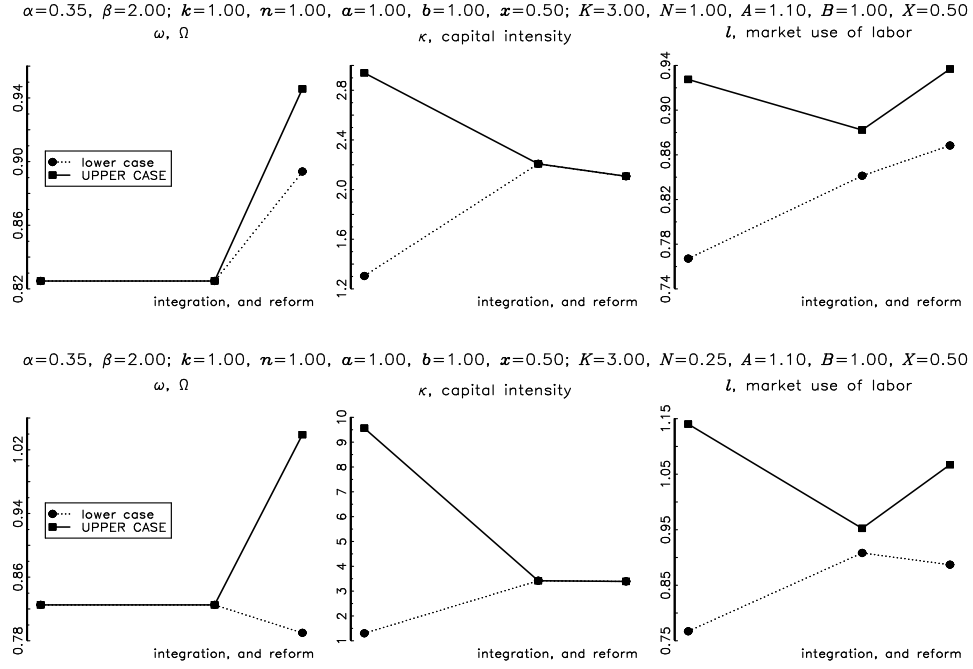 α=0.35, β=2.00; k=1.00, n=1.00, a=1.00, b=1.00, x=0.50; K=3.00, N=1.00, A=1.10, B=1.00, X=0.50
ω, Ω
κ, capital intensity
l, market use of labor
0.82 0.86 0.90 0.94
lower case
UPPER CASE
integration, and reform
1.2 1.6 2.0 2.4 2.8
integration, and reform
0.74 0.78 0.82 0.86 0.90 0.94
integration, and reform
α=0.35, β=2.00; k=1.00, n=1.00, a=1.00, b=1.00, x=0.50; K=3.00, N=0.25, A=1.10, B=1.00, X=0.50
ω, Ω
κ, capital intensity
l, market use of labor
0.78 0.86 0.94 1.02
lower case
UPPER CASE
integration, and reform
1 2 3 4 5 6 7 8 9 10
integration, and reform
0.75 0.85 0.95 1.05 1.15
integration, and reform